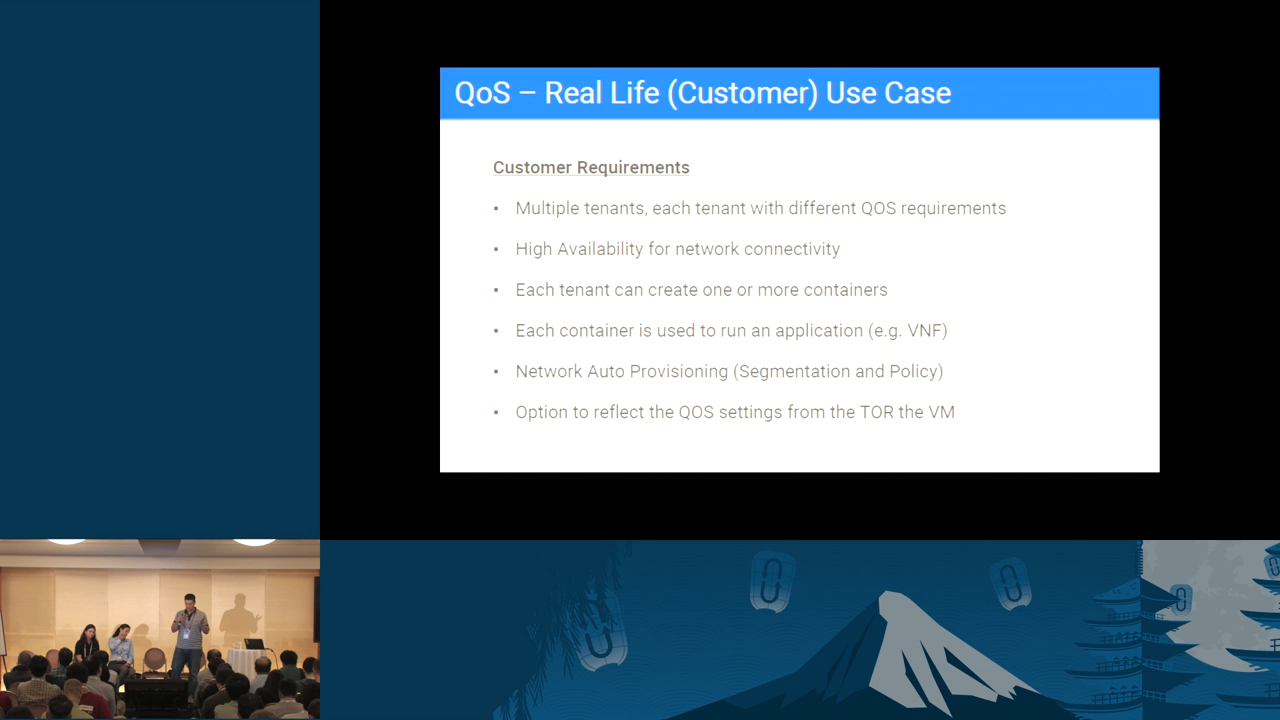 QoS – Real Life (Customer) Use Case
Customer Requirements
• Multiple tenants, each tenant with different QOS requirements
• High Availability for network connectivity
• Each tenant can create one or more containers
• Each container is used to run an application (e.g. VNF)
• Network Auto Provisioning (Segmentation and Policy)
• Option to reflect the QOS settings from the TOR the VM